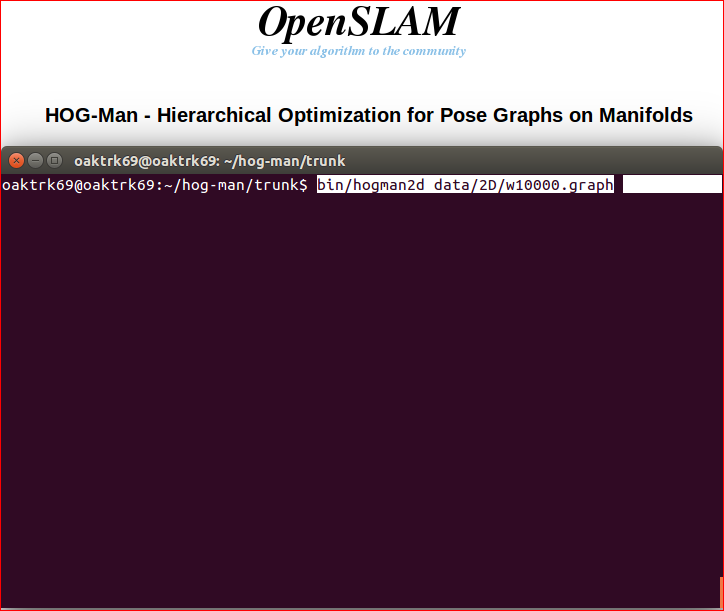 OpenSLAM
Give your algorithm to the community
HOG-Man - Hierarchical Optimization for Pose Graphs on Manifolds
oaktrk69@oaktrk69: ~/hog-man/trunk
oaktrk69@oaktrk69:~/hog-man/trunk$ bin/hogman2d data/2D/w10000.graph